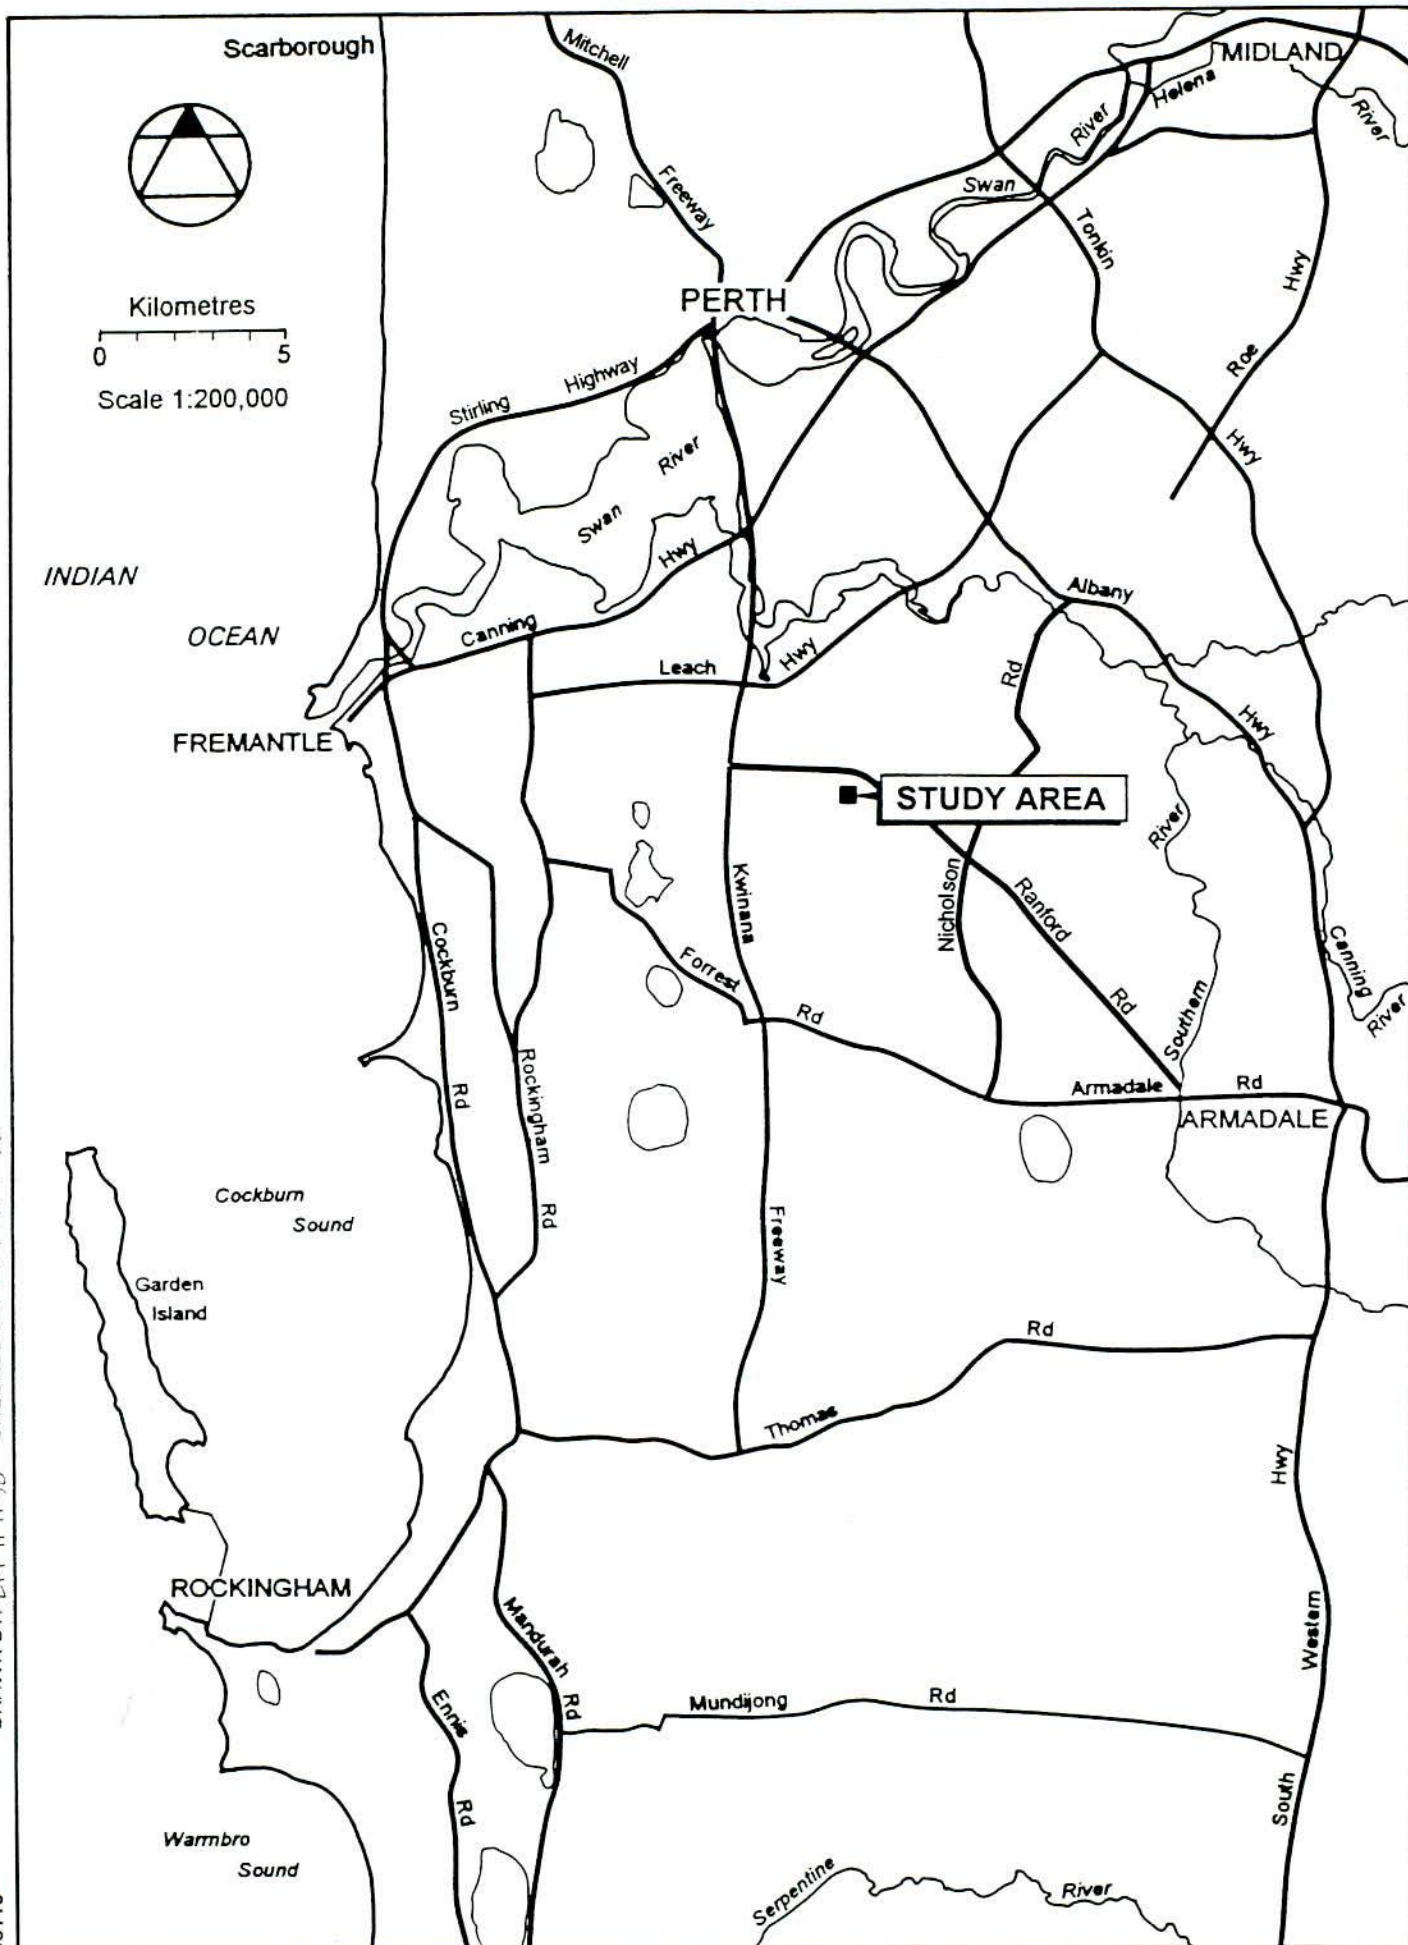 Scarborough
Mitchell
Freeway
MIDLAND
Helena
River
River
Swan
Tonkin
Hwy
Roe
Hwy
Kilometres
0 5
Scale 1:200,000
PERTH
Stirling Highway
River
Swan
Hwy
Canning
INDIAN
OCEAN
Albany
Leach Hwy
Rd
Hwy
FREMANTLE
STUDY AREA
River
Kwinana
Nicholson
Ranford
Rd
Southern
Canning
River
Cockburn
Rd
Forrest
Rd
Rockingham
Rd
Armadale Rd
ARMADALE
Cockburn
Sound
Garden
Island
Freeway
Rd
Thomas
Hwy
ROCKINGHAM
Mandurah
Rd
Western
Ennis
Rd
Mundijong Rd
South
Warmbro
Sound
Serpentine
River